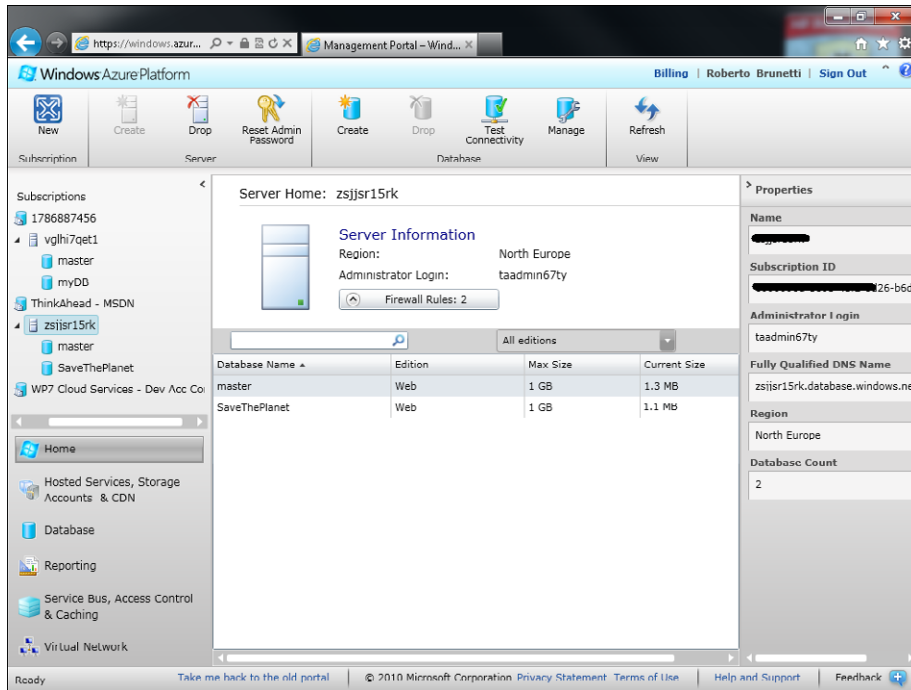 https://windows.azur...
Management Portal – Wind...
Windows Azure Platform
Billing | Roberto Brunetti | Sign Out
New
Create
Drop
Reset Admin Password
Create
Drop
Test Connectivity
Manage
Refresh
Subscription
Server
Database
View
Subscriptions
1786887456
vglhi7qet1
master
myDB
ThinkAhead - MSDN
zsjjsr15rk
master
SaveThePlanet
WP7 Cloud Services - Dev Acc Co
Home
Hosted Services, Storage
Accounts & CDN
Database
Reporting
Service Bus, Access Control
& Caching
Virtual Network
Server Home: zsjjsr15rk
Server Information
Region: North Europe
Administrator Login: taadmin67ty
Firewall Rules: 2
All editions
Database Name Edition Max Size Current Size
master Web 1 GB 1.3 MB
SaveThePlanet Web 1 GB 1.1 MB
Properties
Name
Subscription ID
d26-b6d
Administrator Login
taadmin67ty
Fully Qualified DNS Name
zsjjsr15rk.database.windows.ne
Region
North Europe
Database Count
2
Ready
Take me back to the old portal | © 2010 Microsoft Corporation Privacy Statement Terms of Use | Help and Support | Feedback